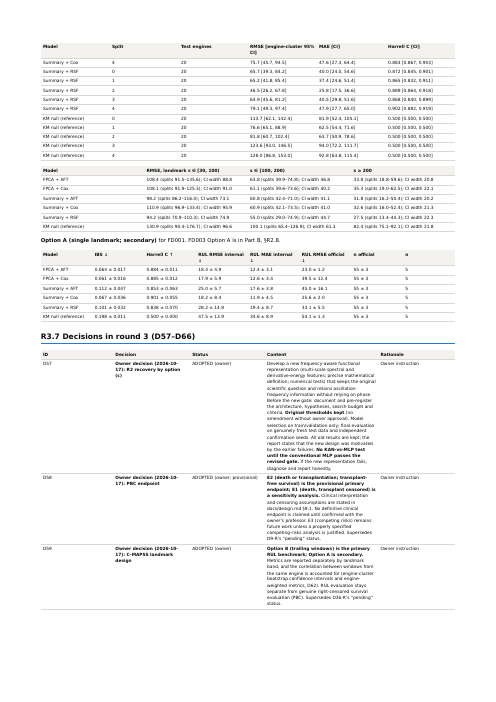 Model Split Test engines RMSE [engine-cluster 95% CI] MAE [CI] Harrell C [CI]
Summary + Cox 4 20 75.7 [45.7, 94.5] 47.6 [27.3, 64.4] 0.883 [0.867, 0.903]
Summary + RSF 0 20 65.7 [39.3, 84.2] 40.0 [24.0, 54.6] 0.872 [0.845, 0.901]
Summary + RSF 1 20 65.2 [41.8, 85.4] 37.4 [24.6, 51.4] 0.865 [0.832, 0.911]
Summary + RSF 2 20 46.5 [26.2, 67.8] 25.8 [17.5, 36.6] 0.889 [0.864, 0.918]
Summary + RSF 3 20 64.9 [45.6, 81.2] 40.5 [29.8, 51.6] 0.868 [0.840, 0.899]
Summary + RSF 4 20 79.1 [49.3, 97.4] 47.9 [27.7, 65.0] 0.902 [0.882, 0.919]
KM null (reference) 0 20 113.7 [62.1, 142.4] 81.9 [52.4, 105.1] 0.500 [0.500, 0.500]
KM null (reference) 1 20 76.6 [65.1, 88.9] 62.5 [54.4, 71.6] 0.500 [0.500, 0.500]
KM null (reference) 2 20 81.8 [60.7, 102.4] 63.7 [50.9, 78.6] 0.500 [0.500, 0.500]
KM null (reference) 3 20 123.6 [93.0, 146.5] 94.0 [72.2, 111.7] 0.500 [0.500, 0.500]
KM null (reference) 4 20 128.0 [86.8, 153.0] 92.8 [63.8, 115.4] 0.500 [0.500, 0.500]
Model RMSE, landmark s ∈ [30, 100) s ∈ [100, 200) s ≥ 200
FPCA + AFT 108.4 (splits 91.5–135.6); CI width 88.8 61.8 (splits 39.9–74.8); CI width 46.8 33.8 (splits 18.8–59.6); CI width 20.8
FPCA + Cox 108.1 (splits 91.9–125.3); CI width 91.0 61.1 (splits 39.6–73.6); CI width 40.2 35.3 (splits 19.0–62.5); CI width 22.1
Summary + AFT 98.2 (splits 86.2–116.4); CI width 73.1 60.8 (splits 42.4–71.0); CI width 41.1 31.8 (splits 16.2–50.4); CI width 20.2
Summary + Cox 110.9 (splits 96.9–133.4); CI width 95.9 60.9 (splits 42.1–73.5); CI width 41.0 32.6 (splits 16.0–52.4); CI width 21.3
Summary + RSF 94.2 (splits 70.9–110.3); CI width 74.9 55.0 (splits 29.0–74.9); CI width 44.7 27.5 (splits 13.4–44.3); CI width 22.3
KM null (reference) 130.9 (splits 90.4–176.7); CI width 96.6 100.1 (splits 65.4–126.9); CI width 61.3 82.4 (splits 75.1–92.1); CI width 21.8
Option A (single landmark; secondary) for FD001. FD003 Option A is in Part B, §R2.8.
Model IBS ↓ Harrell C ↑ RUL RMSE internal ↓ RUL MAE internal RUL RMSE official ↓ n official n
FPCA + AFT 0.064 ± 0.017 0.884 ± 0.011 18.4 ± 4.9 12.4 ± 3.1 23.0 ± 1.2 55 ± 3 5
FPCA + Cox 0.061 ± 0.016 0.885 ± 0.012 17.9 ± 5.9 12.6 ± 3.4 39.5 ± 12.4 55 ± 3 5
Summary + AFT 0.112 ± 0.047 0.853 ± 0.063 25.0 ± 5.7 17.6 ± 3.8 45.0 ± 16.1 55 ± 3 5
Summary + Cox 0.067 ± 0.036 0.901 ± 0.055 18.2 ± 8.4 11.9 ± 4.5 25.6 ± 2.0 55 ± 3 5
Summary + RSF 0.101 ± 0.032 0.838 ± 0.070 28.2 ± 14.9 19.4 ± 8.7 33.1 ± 5.5 55 ± 3 5
KM null (reference) 0.198 ± 0.011 0.500 ± 0.000 47.5 ± 13.9 34.6 ± 8.9 53.1 ± 1.3 55 ± 3 5
R3.7 Decisions in round 3 (D57–D66)
ID Decision Status Content Rationale
D57 Owner decision (2026-10-17): R2 recovery by option (c) ADOPTED (owner) Develop a new frequency-aware functional Owner instruction
representation (multi-scale spectral and
derivative-energy features; precise mathematical
definition; numerical tests) that keeps the original
scientific question and retains oscillation-
frequency information without relying on phase.
Before the new gate: document and pre-register
the architecture, hypotheses, search budget and
criteria. Original thresholds kept (no
amendment without owner approval). Model
selection on train/validation only; final evaluation
on genuinely fresh test data and independent
confirmation seeds. All old results are kept; the
report states that the new design was motivated
by the earlier failures. No KAN-vs-MLP test
until the conventional MLP passes the
revised gate. If the new representation fails,
diagnose and report honestly.
D58 Owner decision (2026-10-17): PBC endpoint ADOPTED (owner; provisional) E2 (death or transplantation; transplant- Owner instruction
free survival) is the provisional primary
endpoint; E1 (death, transplant censored) is
a sensitivity analysis. Clinical interpretation
and censoring assumptions are stated in
docs/design.md §9.1. No definitive clinical
endpoint is claimed until confirmed with the
owner's professor. E3 (competing risks) remains
future work unless a properly specified
competing-risks analysis is justified. Supersedes
D9-R's "pending" status.
D59 Owner decision (2026-10-17): C-MAPSS landmark design ADOPTED (owner) Option B (trailing windows) is the primary Owner instruction
RUL benchmark; Option A is secondary.
Metrics are reported separately by landmark
band, and the correlation between windows from
the same engine is accounted for (engine-cluster
bootstrap confidence intervals and engine-
weighted metrics, D62). RUL evaluation stays
separate from genuine right-censored survival
evaluation (PBC). Supersedes D36-R's "pending"
status.